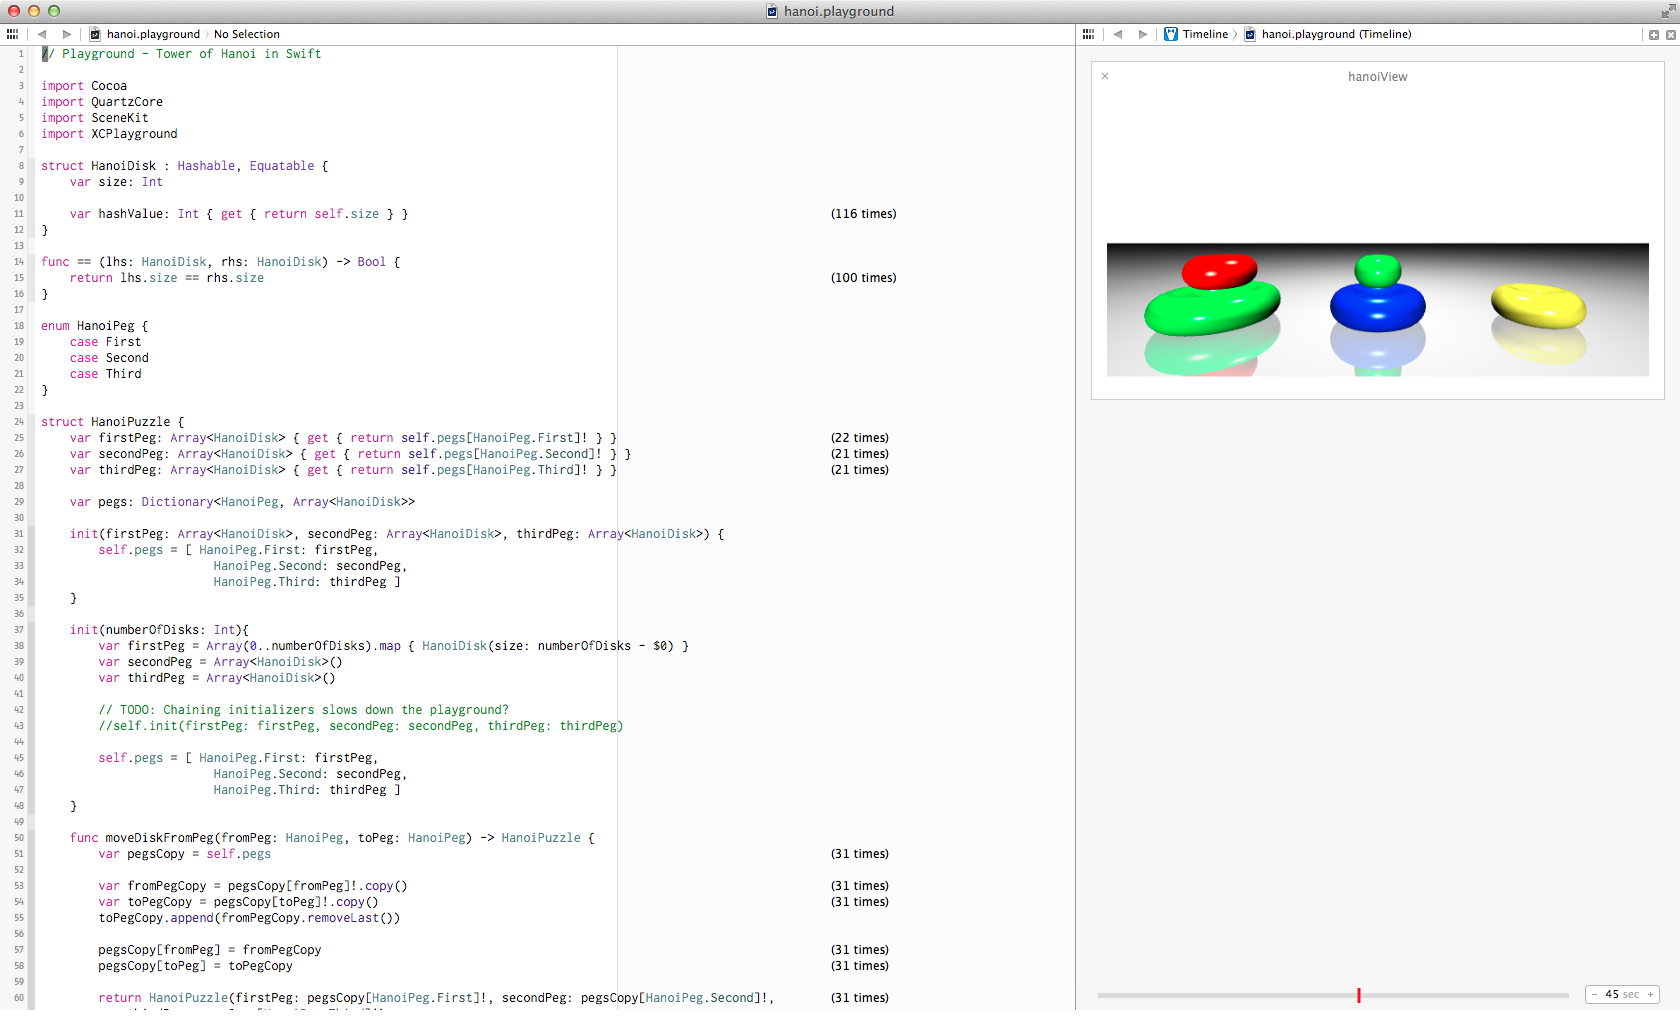 hanoi.playground
hanoi.playground No Selection
1 // Playground - Tower of Hanoi in Swift
2
3 import Cocoa
4 import QuartzCore
5 import SceneKit
6 import XCPlayground
7
8 struct HanoiDisk : Hashable, Equatable {
9 var size: Int
10
11 var hashValue: Int { get { return self.size } } (116 times)
12 }
13
14 func == (lhs: HanoiDisk, rhs: HanoiDisk) -> Bool {
15 return lhs.size == rhs.size (100 times)
16 }
17
18 enum HanoiPeg {
19 case First
20 case Second
21 case Third
22 }
23
24 struct HanoiPuzzle {
25 var firstPeg: Array<HanoiDisk> { get { return self.pegs[HanoiPeg.First]! } } (22 times)
26 var secondPeg: Array<HanoiDisk> { get { return self.pegs[HanoiPeg.Second]! } } (21 times)
27 var thirdPeg: Array<HanoiDisk> { get { return self.pegs[HanoiPeg.Third]! } } (21 times)
28
29 var pegs: Dictionary<HanoiPeg, Array<HanoiDisk>>
30
31 init(firstPeg: Array<HanoiDisk>, secondPeg: Array<HanoiDisk>, thirdPeg: Array<HanoiDisk>) {
32 self.pegs = [ HanoiPeg.First: firstPeg,
33 HanoiPeg.Second: secondPeg,
34 HanoiPeg.Third: thirdPeg ]
35 }
36
37 init(numberOfDisks: Int){
38 var firstPeg = Array(0..numberOfDisks).map { HanoiDisk(size: numberOfDisks - $0) }
39 var secondPeg = Array<HanoiDisk>()
40 var thirdPeg = Array<HanoiDisk>()
41
42 // TODO: Chaining initializers slows down the playground?
43 //self.init(firstPeg: firstPeg, secondPeg: secondPeg, thirdPeg: thirdPeg)
44
45 self.pegs = [ HanoiPeg.First: firstPeg,
46 HanoiPeg.Second: secondPeg,
47 HanoiPeg.Third: thirdPeg ]
48 }
49
50 func moveDiskFromPeg(fromPeg: HanoiPeg, toPeg: HanoiPeg) -> HanoiPuzzle {
51 var pegsCopy = self.pegs (31 times)
52
53 var fromPegCopy = pegsCopy[fromPeg]!.copy() (31 times)
54 var toPegCopy = pegsCopy[toPeg]!.copy() (31 times)
55 toPegCopy.append(fromPegCopy.removeLast())
56
57 pegsCopy[fromPeg] = fromPegCopy (31 times)
58 pegsCopy[toPeg] = toPegCopy (31 times)
59
60 return HanoiPuzzle(firstPeg: pegsCopy[HanoiPeg.First]!, secondPeg: pegsCopy[HanoiPeg.Second]!, (31 times)
Timeline hanoi.playground (Timeline)
hanoiView
- 45 sec +